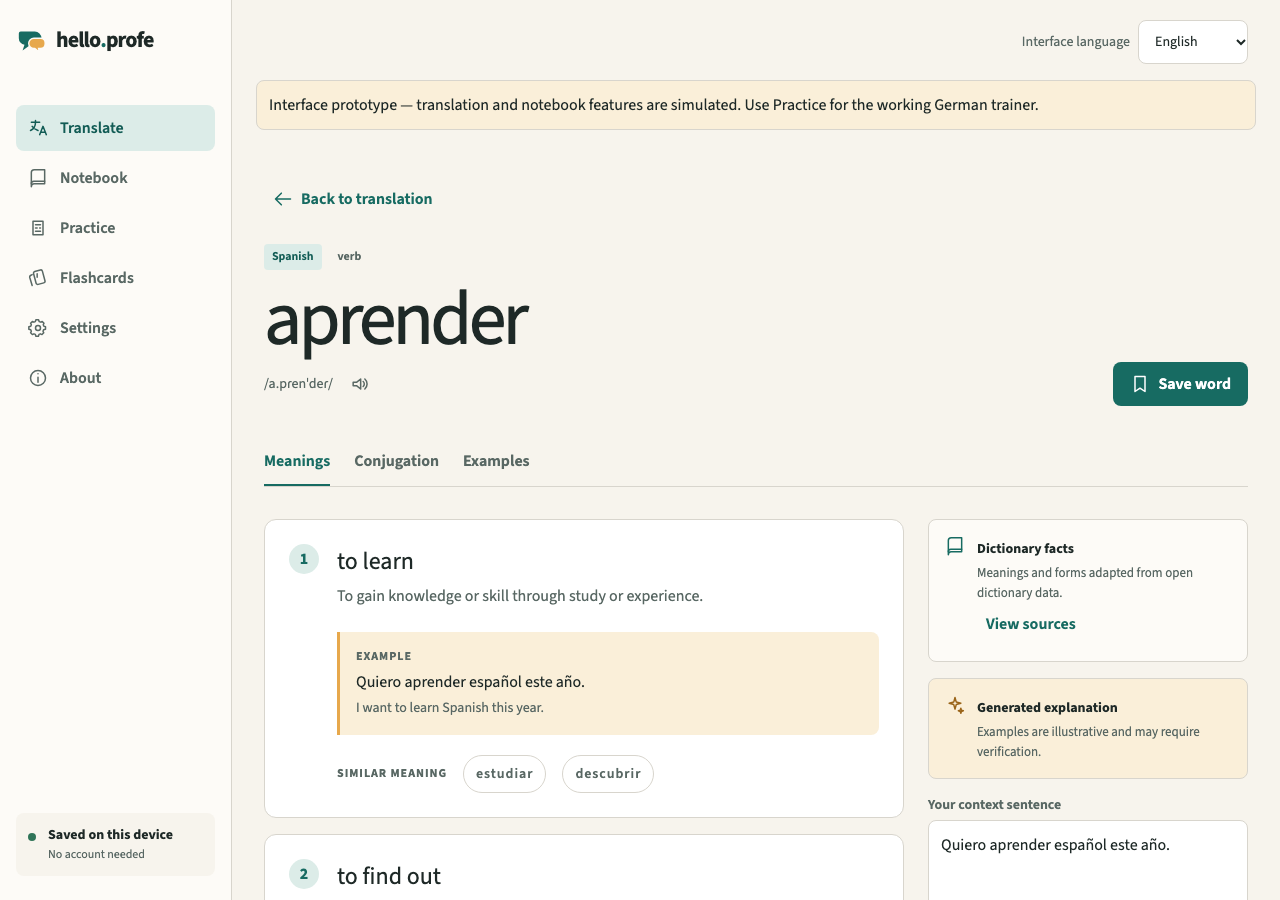 hello.profe
Interface language
English
Interface prototype — translation and notebook features are simulated. Use Practice for the working German trainer.
Translate
Notebook
Practice
Flashcards
Settings
About
Back to translation
Spanish verb
aprender
/a.pren'der/
Save word
Meanings Conjugation Examples
1 to learn
To gain knowledge or skill through study or experience.
EXAMPLE
Quiero aprender español este año.
I want to learn Spanish this year.
SIMILAR MEANING estudiar descubrir
2 to find out
Dictionary facts
Meanings and forms adapted from open
dictionary data.
View sources
Generated explanation
Examples are illustrative and may require
verification.
Your context sentence
Quiero aprender español este año.
Saved on this device
No account needed